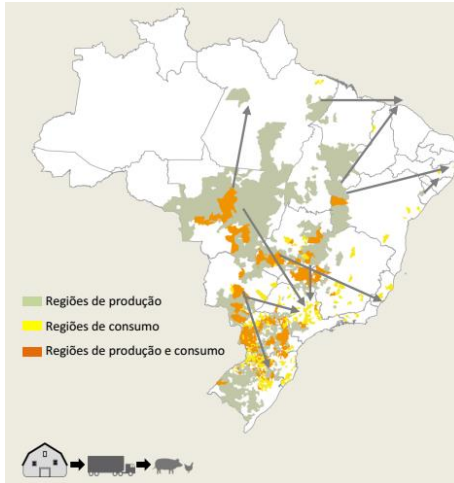 Regiões de produção
Regiões de consumo
Regiões de produção e consumo